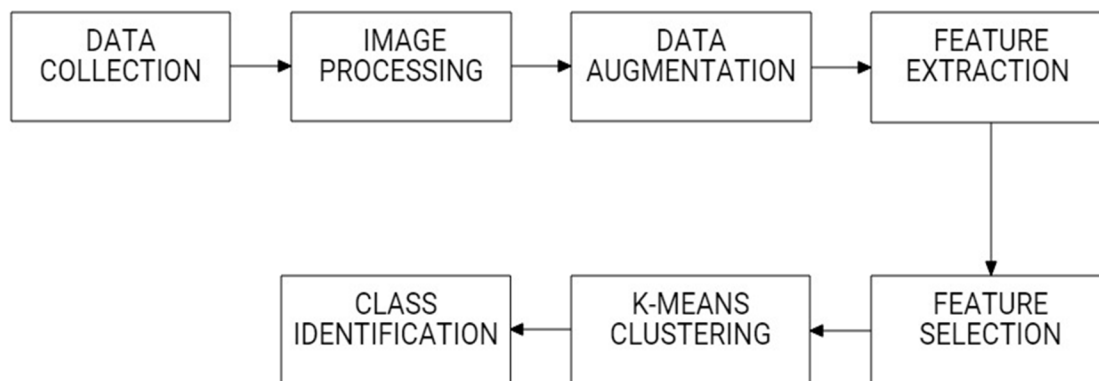 DATA
COLLECTION
IMAGE
PROCESSING
DATA
AUGMENTATION
FEATURE
EXTRACTION
FEATURE
SELECTION
K-MEANS
CLUSTERING
CLASS
IDENTIFICATION